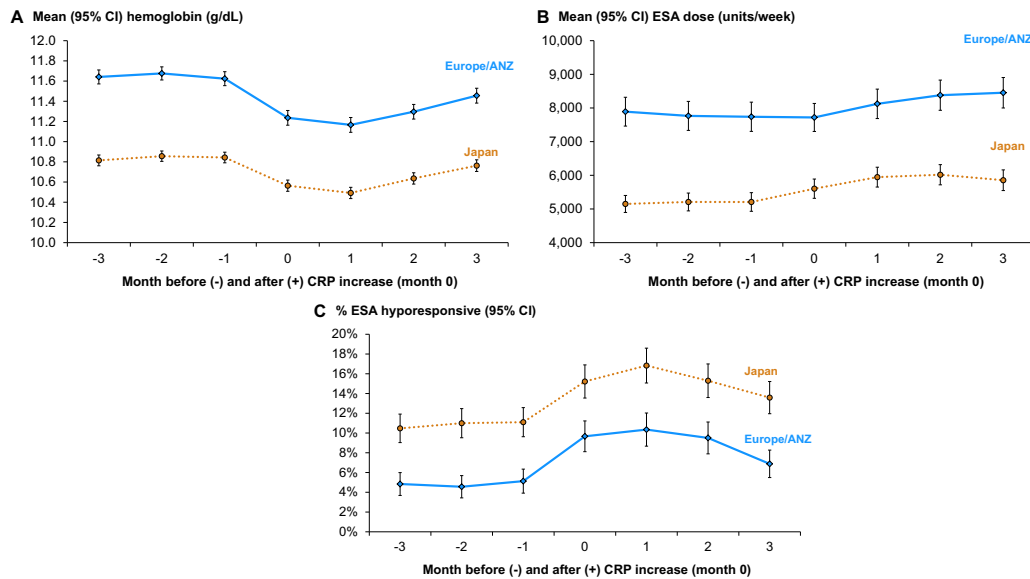 A Mean (95% CI) hemoglobin (g/dL)
12.0
11.8
11.6
11.4
11.2
11.0
10.8
10.6
10.4
10.2
10.0
Europe/ANZ
Japan
-3 -2 -1 0 1 2 3
Month before (-) and after (+) CRP increase (month 0)
B Mean (95% CI) ESA dose (units/week)
10,000
9,000
8,000
7,000
6,000
5,000
4,000
Europe/ANZ
Japan
-3 -2 -1 0 1 2 3
Month before (-) and after (+) CRP increase (month 0)
C % ESA hyporesponsive (95% CI)
20%
18%
16%
14%
12%
10%
8%
6%
4%
2%
0%
Japan
Europe/ANZ
-3 -2 -1 0 1 2 3
Month before (-) and after (+) CRP increase (month 0)